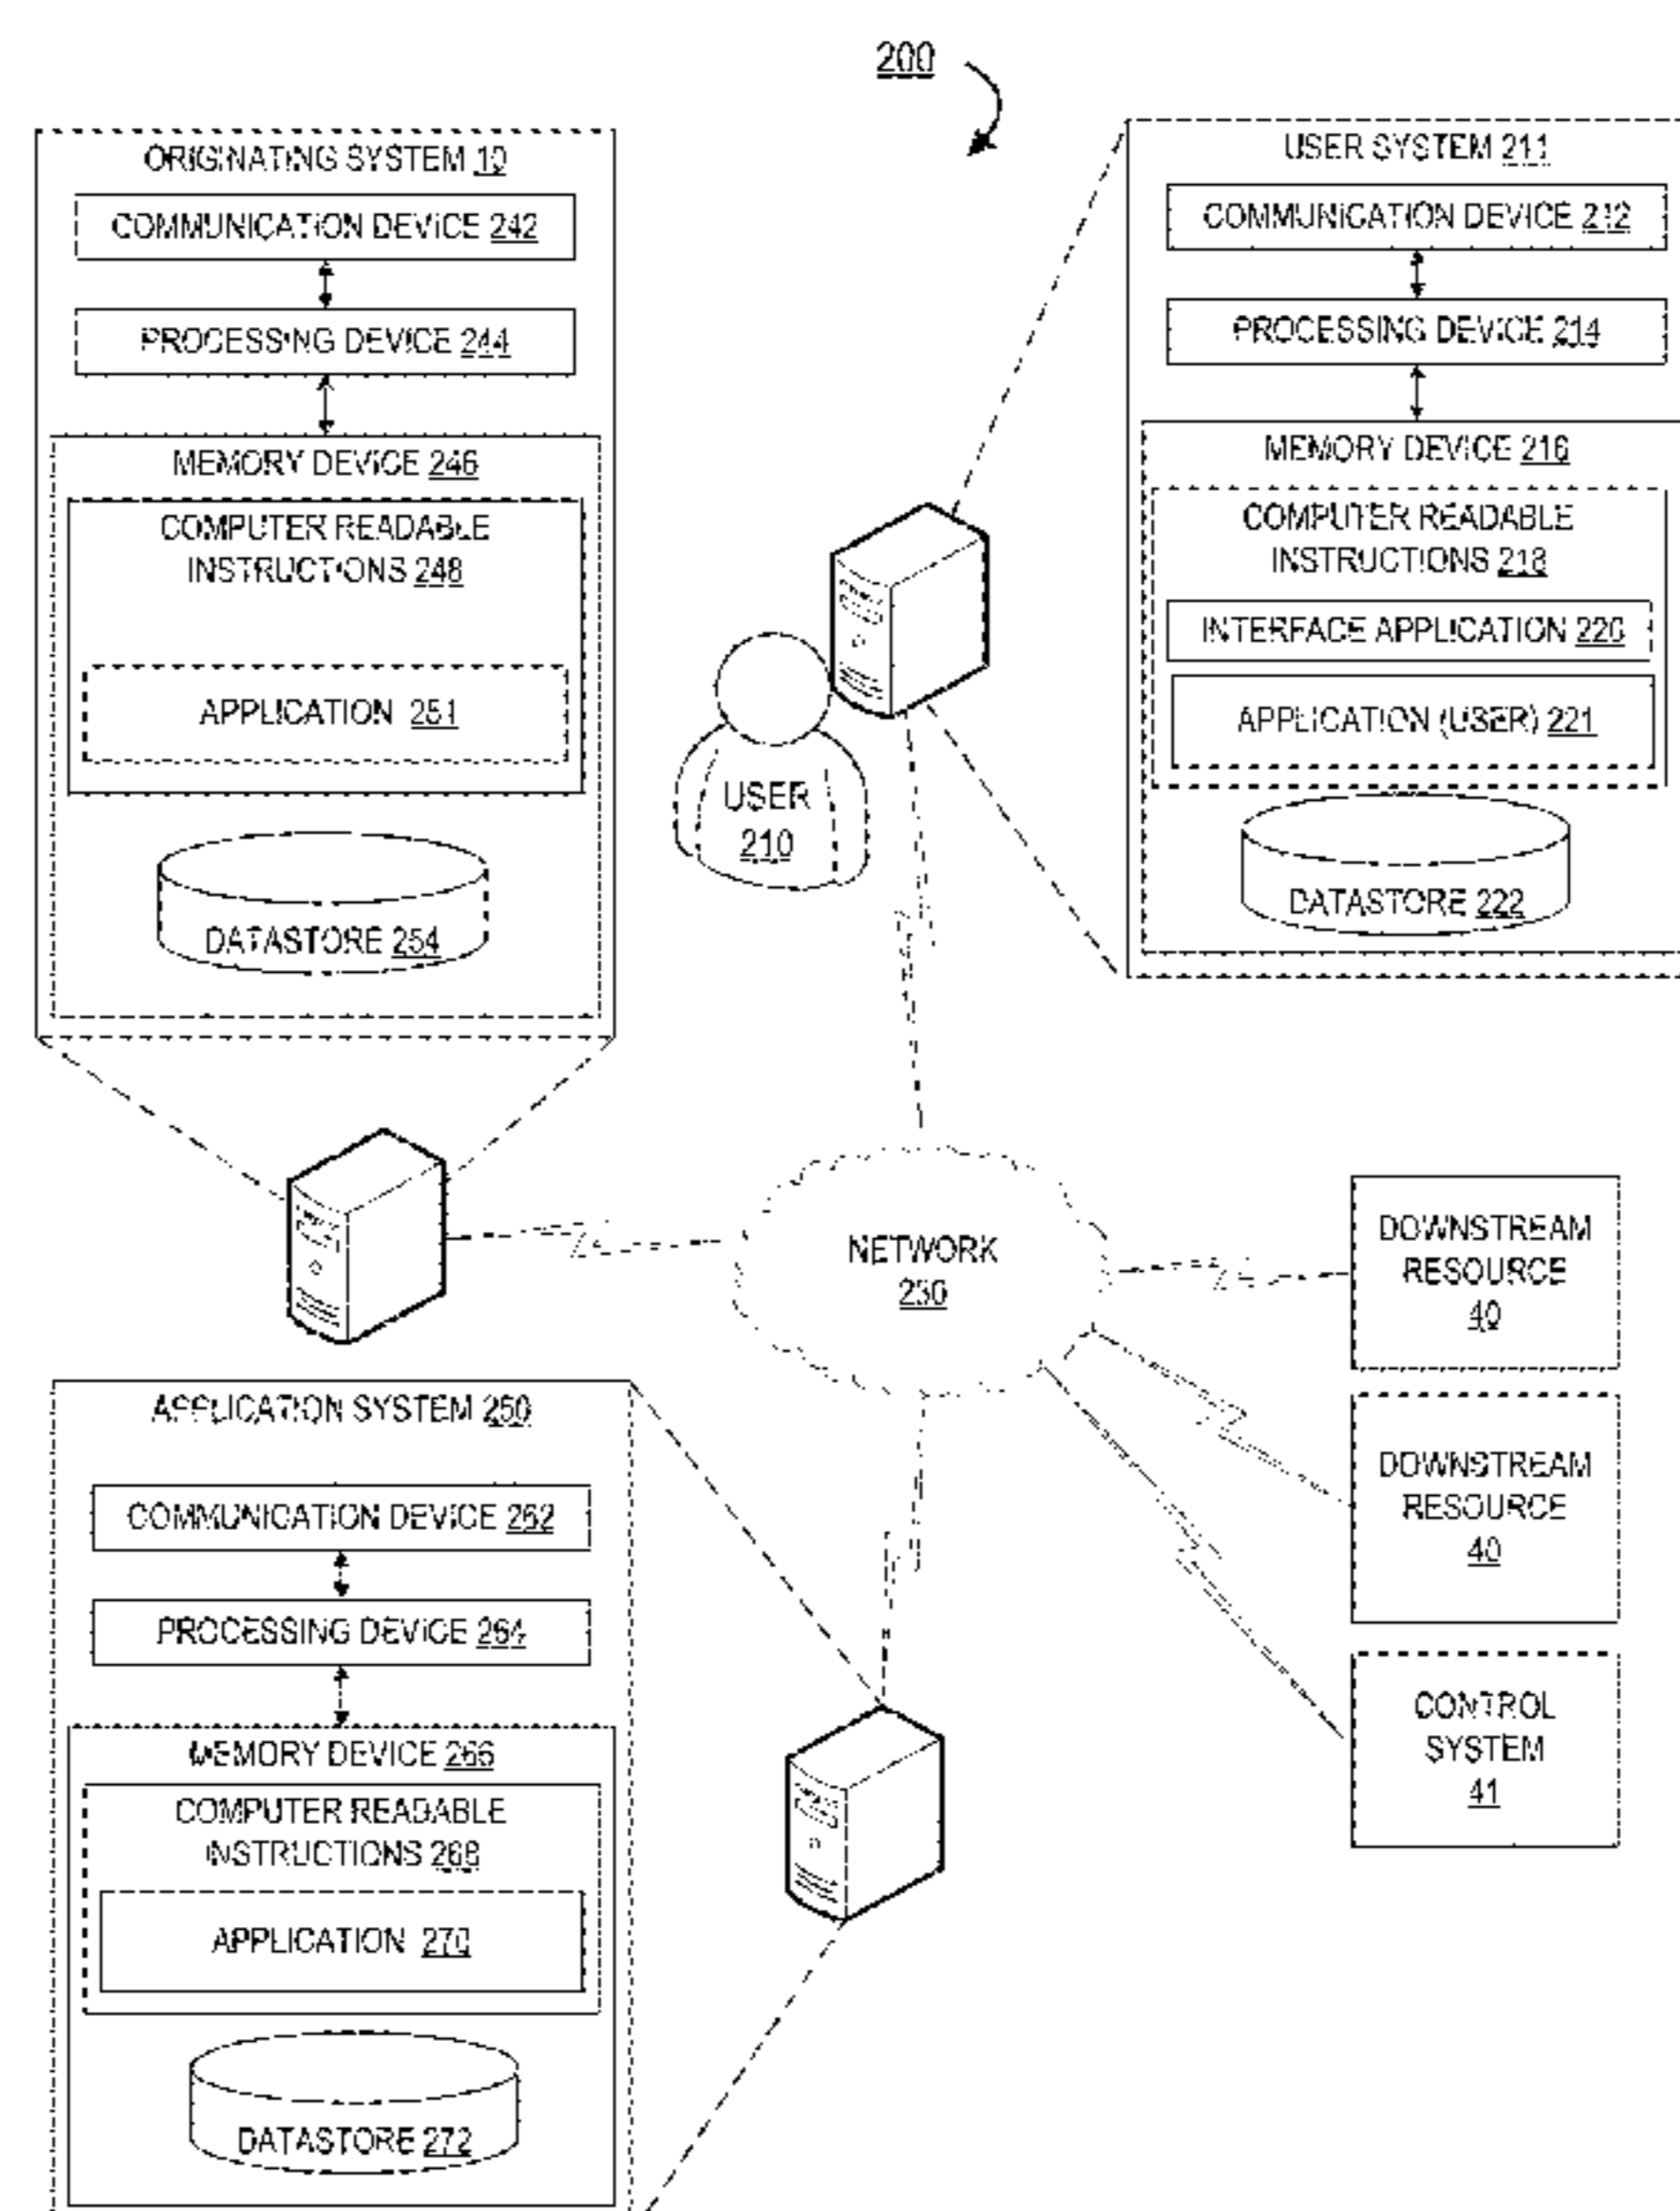 200
ORIGINATING SYSTEM 10
COMMUNICATION DEVICE 242
PROCESSING DEVICE 244
MEMORY DEVICE 246
COMPUTER READABLE
INSTRUCTIONS 248
APPLICATION 251
DATASTORE 254
USER SYSTEM 211
COMMUNICATION DEVICE 212
PROCESSING DEVICE 214
MEMORY DEVICE 216
COMPUTER READABLE
INSTRUCTIONS 218
INTERFACE APPLICATION 220
APPLICATION (USER) 221
DATASTORE 222
USER
210
NETWORK
230
DOWNSTREAM
RESOURCE
40
DOWNSTREAM
RESOURCE
40
CONTROL
SYSTEM
41
APPLICATION SYSTEM 260
COMMUNICATION DEVICE 262
PROCESSING DEVICE 264
MEMORY DEVICE 266
COMPUTER READABLE
INSTRUCTIONS 268
APPLICATION 270
DATASTORE 272